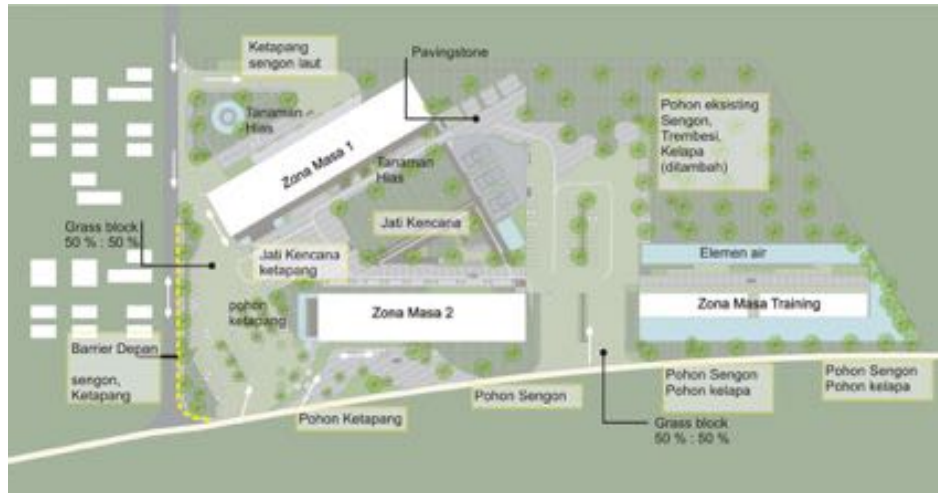 Ketapang
sengon laut
Pavingstone
Tanaman
Hias
Zona Masa 1
Tanaman
Hias
Pohon eksisting
Sengon,
Trembesi,
Kelapa
(ditambah)
Jati Kencana
Grass block
50 % : 50 %
Jati Kencana
ketapang
Elemen air
pohon
ketapang
Zona Masa 2
Zona Masa Training
Barrier Depan
sengon,
Ketapang
Pohon Ketapang
Pohon Sengon
Pohon Sengon
Pohon kelapa
Pohon Sengon
Pohon kelapa
Grass block
50 % : 50 %